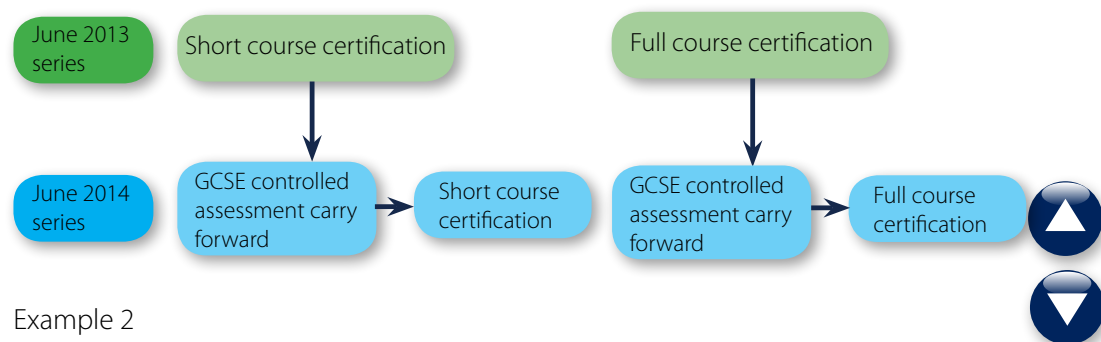 June 2013
series
Short course certification
Full course certification
June 2014
series
GCSE controlled
assessment carry
forward
Short course
certification
GCSE controlled
assessment carry
forward
Full course
certification
Example 2